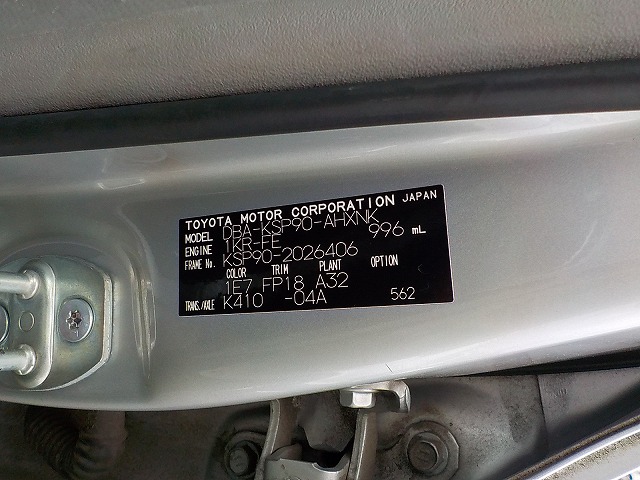 TOYOTA MOTOR CORPORATION JAPAN
MODEL DBA-KSP90-AHXNK
ENGINE 1KR-FE 996 mL
FRAME No. KSP90-2026406
COLOR TRIM PLANT OPTION
1E7 FP18 A32
TRANS./AXLE K410 -04A 562